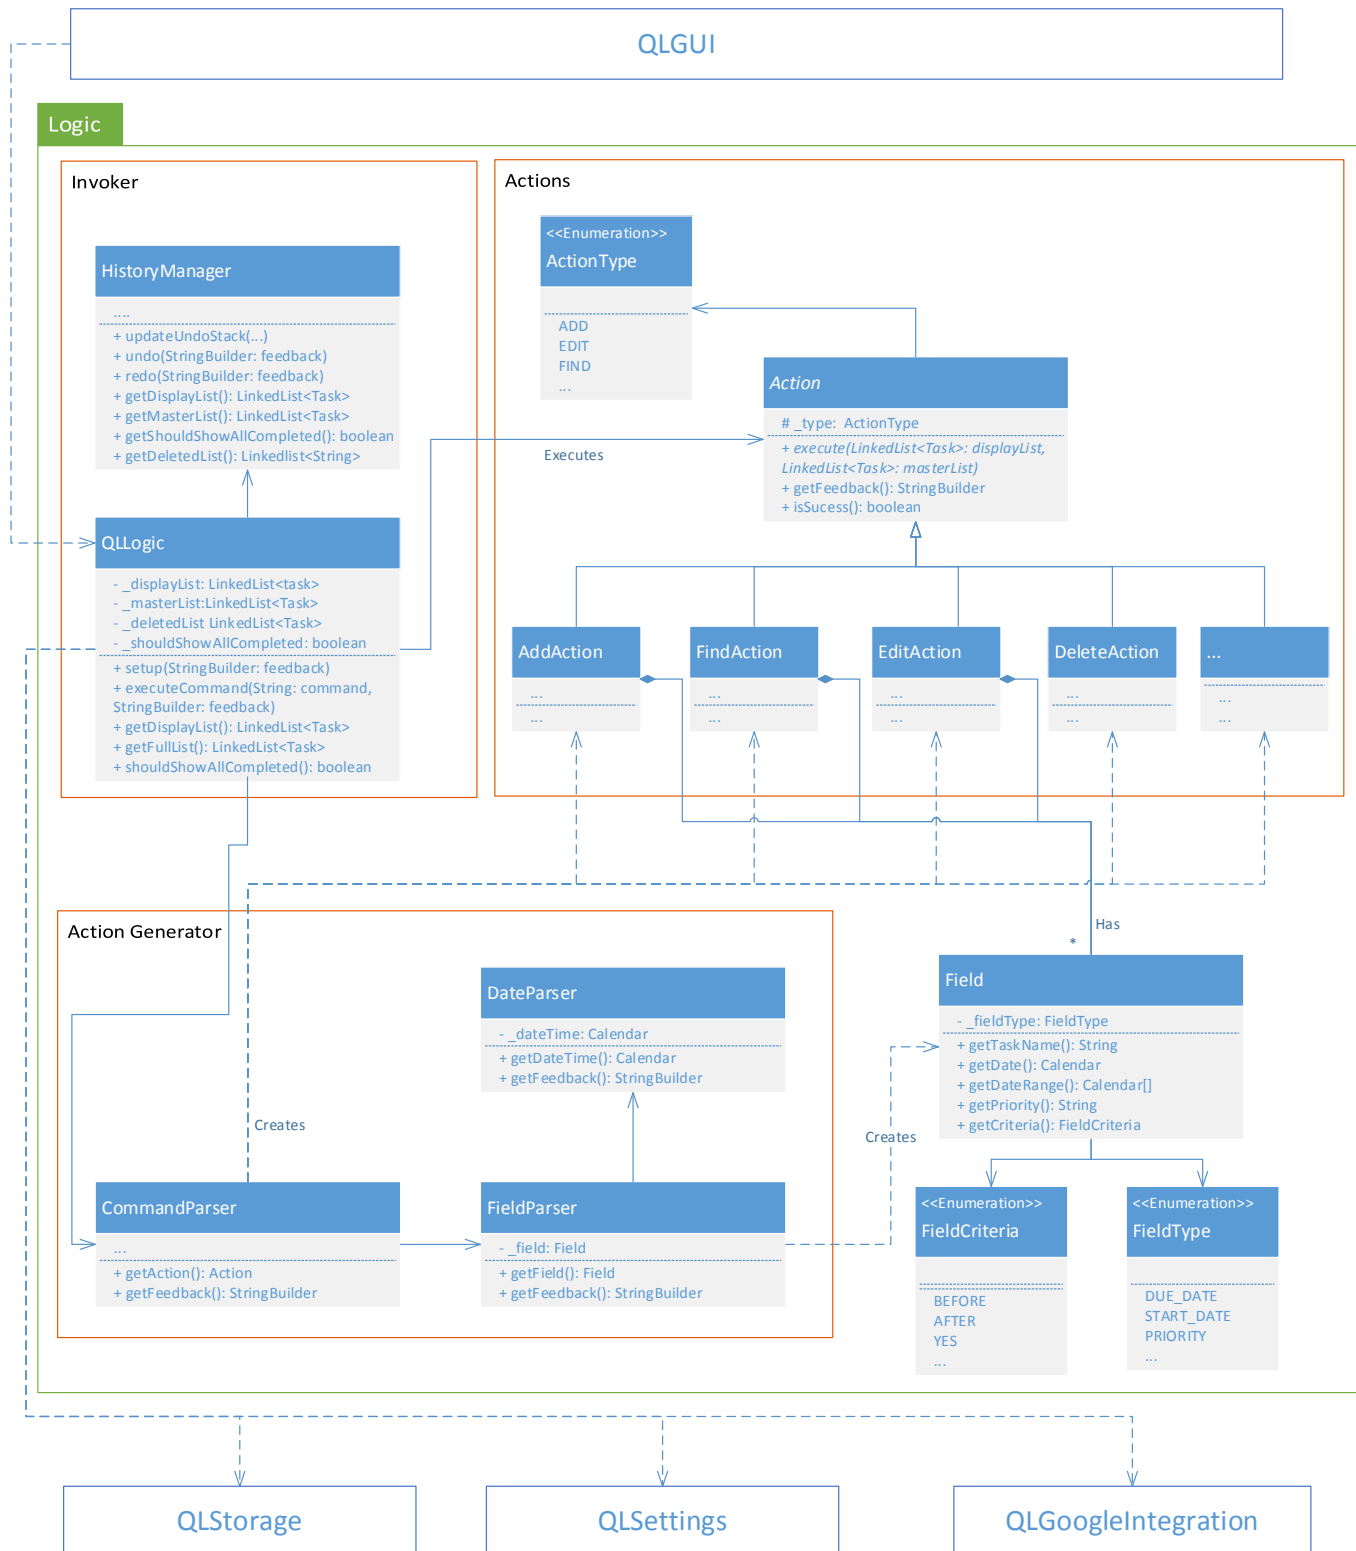 QLGUI
Logic
Invoker
HistoryManager
....
+ updateUndoStack(...)
+ undo(StringBuilder: feedback)
+ redo(StringBuilder: feedback)
+ getDisplayList(): LinkedList<Task>
+ getMasterList(): LinkedList<Task>
+ getShouldShowAllCompleted(): boolean
+ getDeletedList(): Linkedlist<String>
QLLogic
- _displayList: LinkedList<task>
- _masterList:LinkedList<Task>
- _deletedList LinkedList<Task>
- _shouldShowAllCompleted: boolean
+ setup(StringBuilder: feedback)
+ executeCommand(String: command,
StringBuilder: feedback)
+ getDisplayList(): LinkedList<Task>
+ getFullList(): LinkedList<Task>
+ shouldShowAllCompleted(): boolean
Actions
<<Enumeration>>
ActionType
ADD
EDIT
FIND
...
Action
# _type: ActionType
+ execute(LinkedList<Task>: displayList,
LinkedList<Task>: masterList)
+ getFeedback(): StringBuilder
+ isSucess(): boolean
Executes
AddAction
...
...
FindAction
...
...
EditAction
...
...
DeleteAction
...
...
...
...
...
Action Generator
DateParser
- _dateTime: Calendar
+ getDateTime(): Calendar
+ getFeedback(): StringBuilder
Creates
CommandParser
...
+ getAction(): Action
+ getFeedback(): StringBuilder
FieldParser
- _field: Field
+ getField(): Field
+ getFeedback(): StringBuilder
Creates
Has
*
Field
- _fieldType: FieldType
+ getTaskName(): String
+ getDate(): Calendar
+ getDateRange(): Calendar[]
+ getPriority(): String
+ getCriteria(): FieldCriteria
<<Enumeration>>
FieldCriteria
BEFORE
AFTER
YES
...
<<Enumeration>>
FieldType
DUE_DATE
START_DATE
PRIORITY
...
QLStorage
QLSettings
QLGoogleIntegration